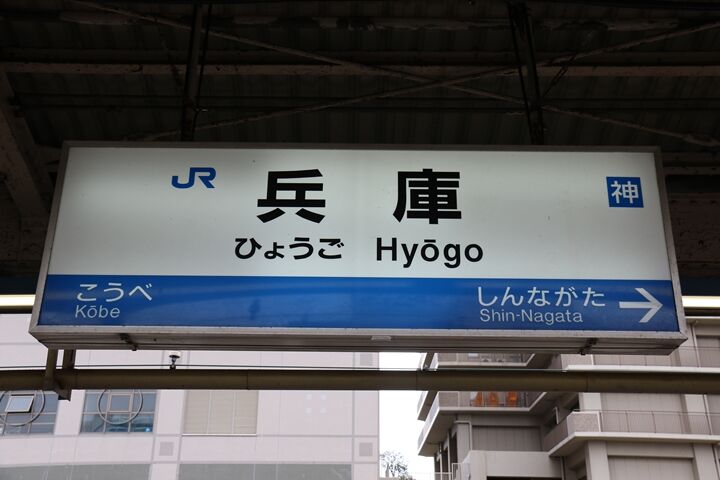 JR 兵庫 神
ひょうご Hyōgo
こうべ しんながた →
Kōbe Shin-Nagata